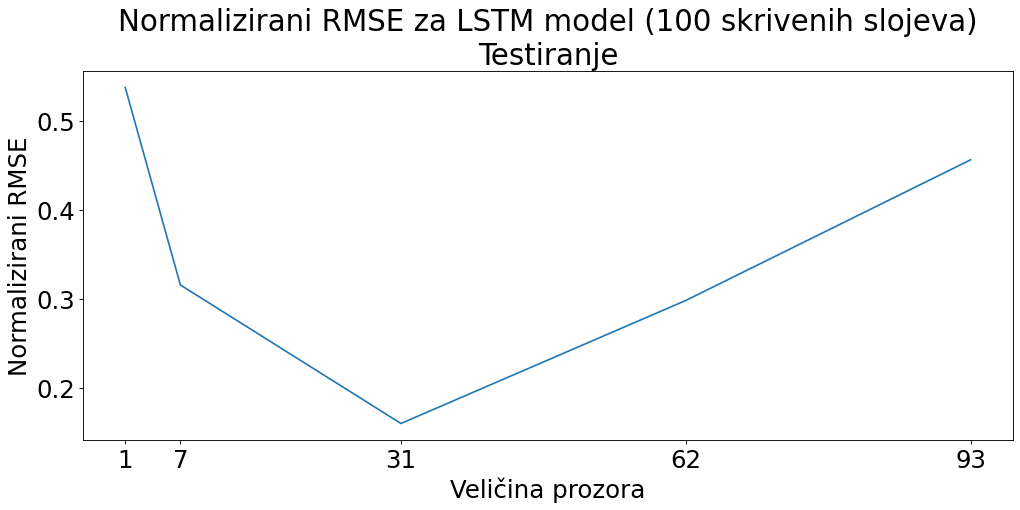 Normalizirani RMSE za LSTM model (100 skrivenih slojeva)
Testiranje
Normalizirani RMSE
0.5
0.4
0.3
0.2
1 7 31 62 93
Veličina prozora